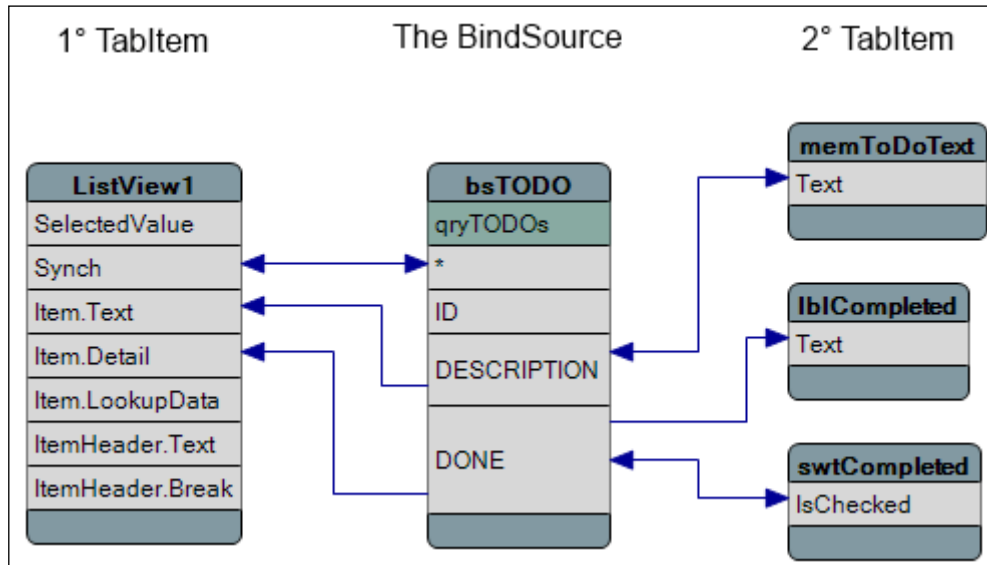 1° TabItem
The BindSource
2° TabItem
ListView1
SelectedValue
Synch
Item.Text
Item.Detail
Item.LookupData
ItemHeader.Text
ItemHeader.Break
bsTODO
qryTODOs
*
ID
DESCRIPTION
DONE
memToDoText
Text
lblCompleted
Text
swtCompleted
IsChecked